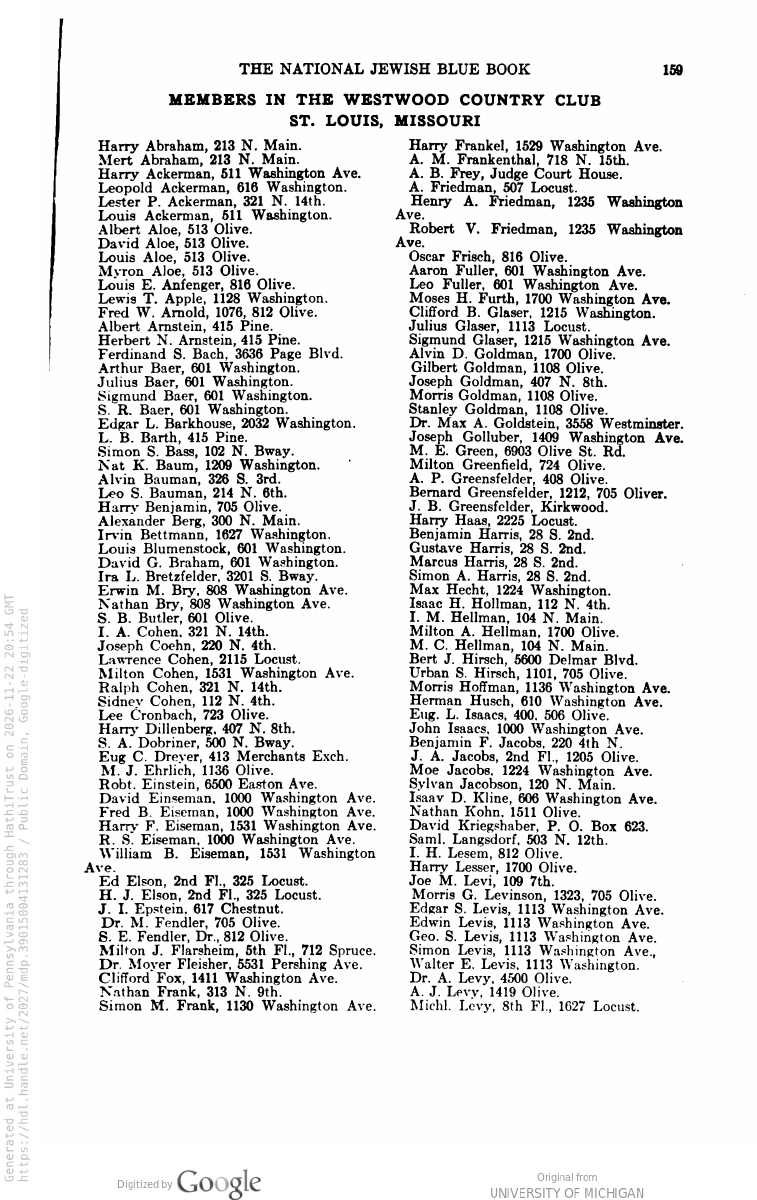 THE NATIONAL JEWISH BLUE BOOK 159
MEMBERS IN THE WESTWOOD COUNTRY CLUB
ST. LOUIS, MISSOURI
Harry Abraham, 213 N. Main.
Mert Abraham, 213 N. Main.
Harry Ackerman, 511 Washington Ave.
Leopold Ackerman, 616 Washington.
Lester P. Ackerman, 321 N. 14th.
Louis Ackerman, 511 Washington.
Albert Aloe, 513 Olive.
David Aloe, 513 Olive.
Louis Aloe, 513 Olive.
Myron Aloe, 513 Olive.
Louis E. Anfenger, 816 Olive.
Lewis T. Apple, 1128 Washington.
Fred W. Arnold, 1076, 812 Olive.
Albert Arnstein, 415 Pine.
Herbert N. Arnstein, 415 Pine.
Ferdinand S. Bach, 3636 Page Blvd.
Arthur Baer, 601 Washington.
Julius Baer, 601 Washington.
Sigmund Baer, 601 Washington.
S. R. Baer, 601 Washington.
Edgar L. Barkhouse, 2032 Washington.
L. B. Barth, 415 Pine.
Simon S. Bass, 102 N. Bway.
Nat K. Baum, 1209 Washington.
Alvin Bauman, 326 S. 3rd.
Leo S. Bauman, 214 N. 6th.
Harry Benjamin, 705 Olive.
Alexander Berg, 300 N. Main.
Irvin Bettmann, 1627 Washington.
Louis Blumenstock, 601 Washington.
David G. Braham, 601 Washington.
Ira L. Bretzfelder, 3201 S. Bway.
Erwin M. Bry, 808 Washington Ave.
Nathan Bry, 808 Washington Ave.
S. B. Butler, 601 Olive.
I. A. Cohen, 321 N. 14th.
Joseph Coehn, 220 N. 4th.
Lawrence Cohen, 2115 Locust.
Milton Cohen, 1531 Washington Ave.
Ralph Cohen, 321 N. 14th.
Sidney Cohen, 112 N. 4th.
Lee Cronbach, 723 Olive.
Harry Dillenberg, 407 N. 8th.
S. A. Dobriner, 500 N. Bway.
Eug C. Dreyer, 413 Merchants Exch.
M. J. Ehrlich, 1136 Olive.
Robt. Einstein, 6500 Easton Ave.
David Einseman, 1000 Washington Ave.
Fred B. Eiseman, 1000 Washington Ave.
Harry F. Eiseman, 1531 Washington Ave.
R. S. Eiseman, 1000 Washington Ave.
William B. Eiseman, 1531 Washington
Ave.
Ed Elson, 2nd Fl., 325 Locust.
H. J. Elson, 2nd Fl., 325 Locust.
J. I. Epstein, 617 Chestnut.
Dr. M. Fendler, 705 Olive.
S. E. Fendler, Dr., 812 Olive.
Milton J. Flarsheim, 5th Fl., 712 Spruce.
Dr. Moyer Fleisher, 5531 Pershing Ave.
Clifford Fox, 1411 Washington Ave.
Nathan Frank, 313 N. 9th.
Simon M. Frank, 1130 Washington Ave.
Harry Frankel, 1529 Washington Ave.
A. M. Frankenthal, 718 N. 15th.
A. B. Frey, Judge Court House.
A. Friedman, 507 Locust.
Henry A. Friedman, 1235 Washington
Ave.
Robert V. Friedman, 1235 Washington
Ave.
Oscar Frisch, 816 Olive.
Aaron Fuller, 601 Washington Ave.
Leo Fuller, 601 Washington Ave.
Moses H. Furth, 1700 Washington Ave.
Clifford B. Glaser, 1215 Washington.
Julius Glaser, 1113 Locust.
Sigmund Glaser, 1215 Washington Ave.
Alvin D. Goldman, 1700 Olive.
Gilbert Goldman, 1108 Olive.
Joseph Goldman, 407 N. 8th.
Morris Goldman, 1108 Olive.
Stanley Goldman, 1108 Olive.
Dr. Max A. Goldstein, 3558 Westminster.
Joseph Golluber, 1409 Washington Ave.
M. E. Green, 6903 Olive St. Rd.
Milton Greenfield, 724 Olive.
A. P. Greensfelder, 408 Olive.
Bernard Greensfelder, 1212, 705 Oliver.
J. B. Greensfelder, Kirkwood.
Harry Haas, 2225 Locust.
Benjamin Harris, 28 S. 2nd.
Gustave Harris, 28 S. 2nd.
Marcus Harris, 28 S. 2nd.
Simon A. Harris, 28 S. 2nd.
Max Hecht, 1224 Washington.
Isaac H. Hollman, 112 N. 4th.
I. M. Hellman, 104 N. Main.
Milton A. Hellman, 1700 Olive.
M. C. Hellman, 104 N. Main.
Bert J. Hirsch, 5600 Delmar Blvd.
Urban S. Hirsch, 1101, 705 Olive.
Morris Hoffman, 1136 Washington Ave.
Herman Husch, 610 Washington Ave.
Eug. L. Isaacs, 400, 506 Olive.
John Isaacs, 1000 Washington Ave.
Benjamin F. Jacobs, 220 4th N.
J. A. Jacobs, 2nd Fl., 1205 Olive.
Moe Jacobs, 1224 Washington Ave.
Sylvan Jacobson, 120 N. Main.
Isaav D. Kline, 606 Washington Ave.
Nathan Kohn, 1511 Olive.
David Kriegshaber, P. O. Box 623.
Saml. Langsdorf, 503 N. 12th.
I. H. Lesem, 812 Olive.
Harry Lesser, 1700 Olive.
Joe M. Levi, 109 7th.
Morris G. Levinson, 1323, 705 Olive.
Edgar S. Levis, 1113 Washington Ave.
Edwin Levis, 1113 Washington Ave.
Geo. S. Levis, 1113 Washington Ave.
Simon Levis, 1113 Washington Ave.,
Walter E. Levis, 1113 Washington.
Dr. A. Levy, 4500 Olive.
A. J. Levy, 1419 Olive.
Michl. Levy, 8th Fl., 1627 Locust.
Generated at University of Pennsylvania through HathiTrust on 2026-11-22 20:54 GMT
https://hdl.handle.net/2027/mdp.39015004131283 / Public Domain, Google-digitized
Digitized by Google
Original from
UNIVERSITY OF MICHIGAN